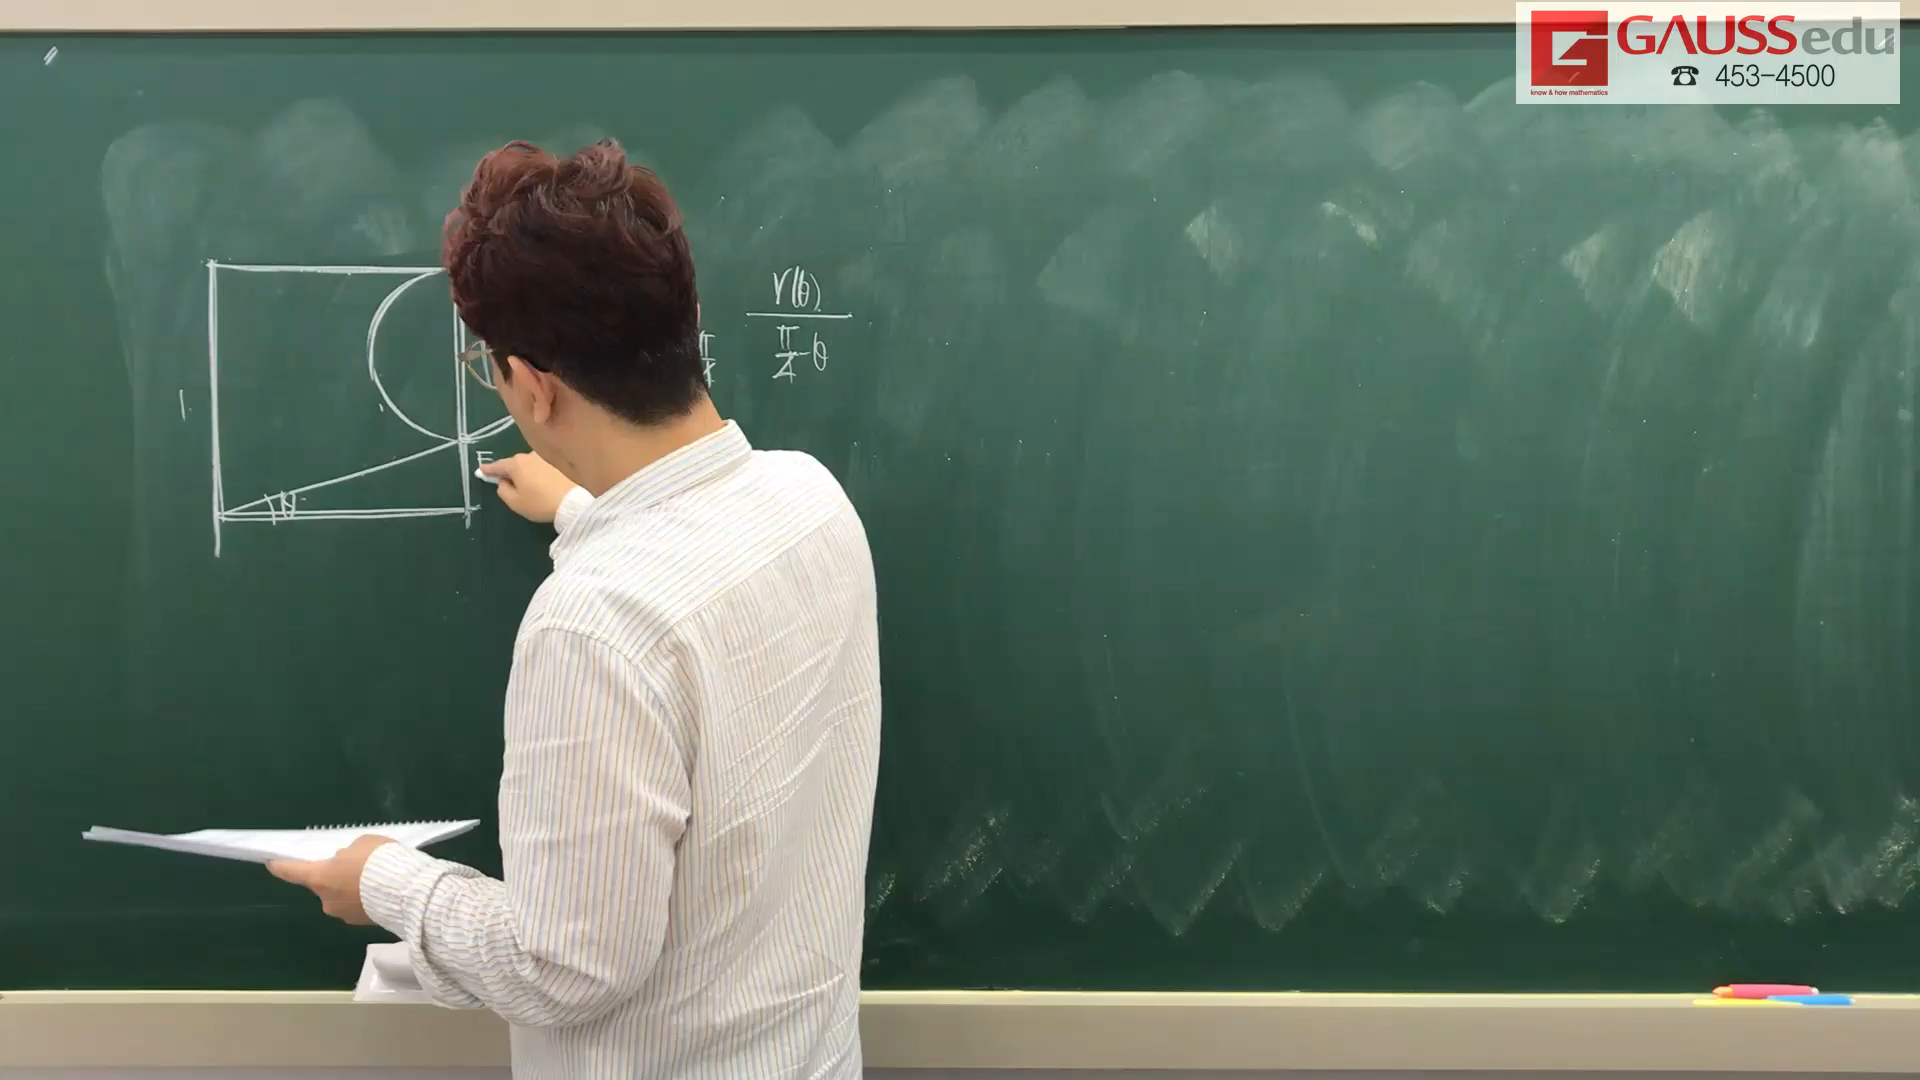 GAUSSedu
know & how mathematics
☎ 453-4500
r(θ)
π/4 - θ
1
E
θ